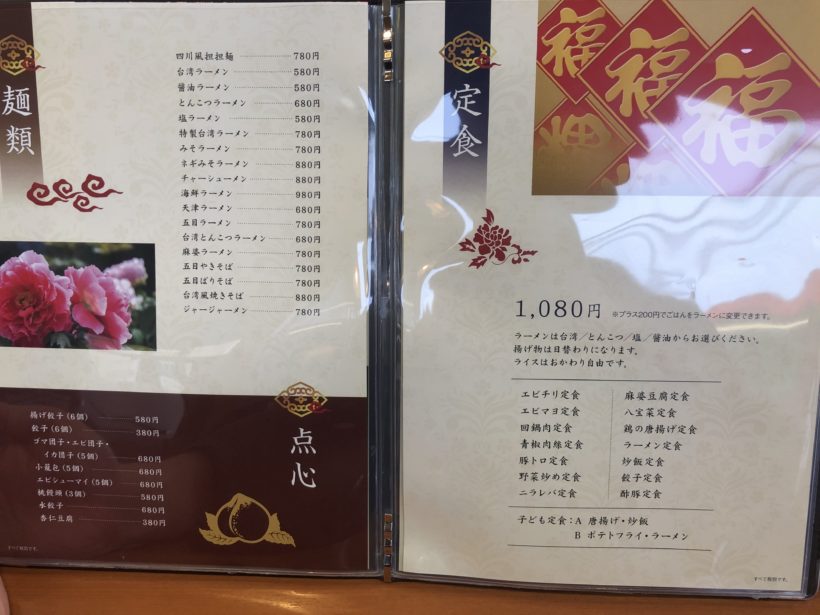 麺類
四川風担担麺 780円
台湾ラーメン 580円
醤油ラーメン 580円
とんこつラーメン 680円
塩ラーメン 580円
特製台湾ラーメン 780円
みそラーメン 780円
ネギみそラーメン 880円
チャーシューメン 880円
海鮮ラーメン 980円
天津ラーメン 680円
五目ラーメン 780円
台湾とんこつラーメン 680円
麻婆ラーメン 780円
五目やきそば 780円
五目ばりそば 780円
台湾風焼きそば 880円
ジャージャーメン 780円
点心
揚げ餃子(6個) 580円
餃子(6個) 380円
ゴマ団子・エビ団子・
イカ団子(5個) 680円
小籠包(5個) 680円
エビシューマイ(5個) 680円
桃饅頭(3個) 580円
水餃子 680円
杏仁豆腐 380円
すべて税別です。
定食
福
福
福
福
1,080円 ※プラス200円でごはんをラーメンに変更できます。
ラーメンは台湾/とんこつ/塩/醤油からお選びください。
揚げ物は日替わりになります。
ライスはおかわり自由です。
エビチリ定食
エビマヨ定食
回鍋肉定食
青椒肉絲定食
豚トロ定食
野菜炒め定食
ニラレバ定食
麻婆豆腐定食
八宝菜定食
鶏の唐揚げ定食
ラーメン定食
炒飯定食
餃子定食
酢豚定食
子ども定食:A 唐揚げ・炒飯
B ポテトフライ・ラーメン
すべて税別です。